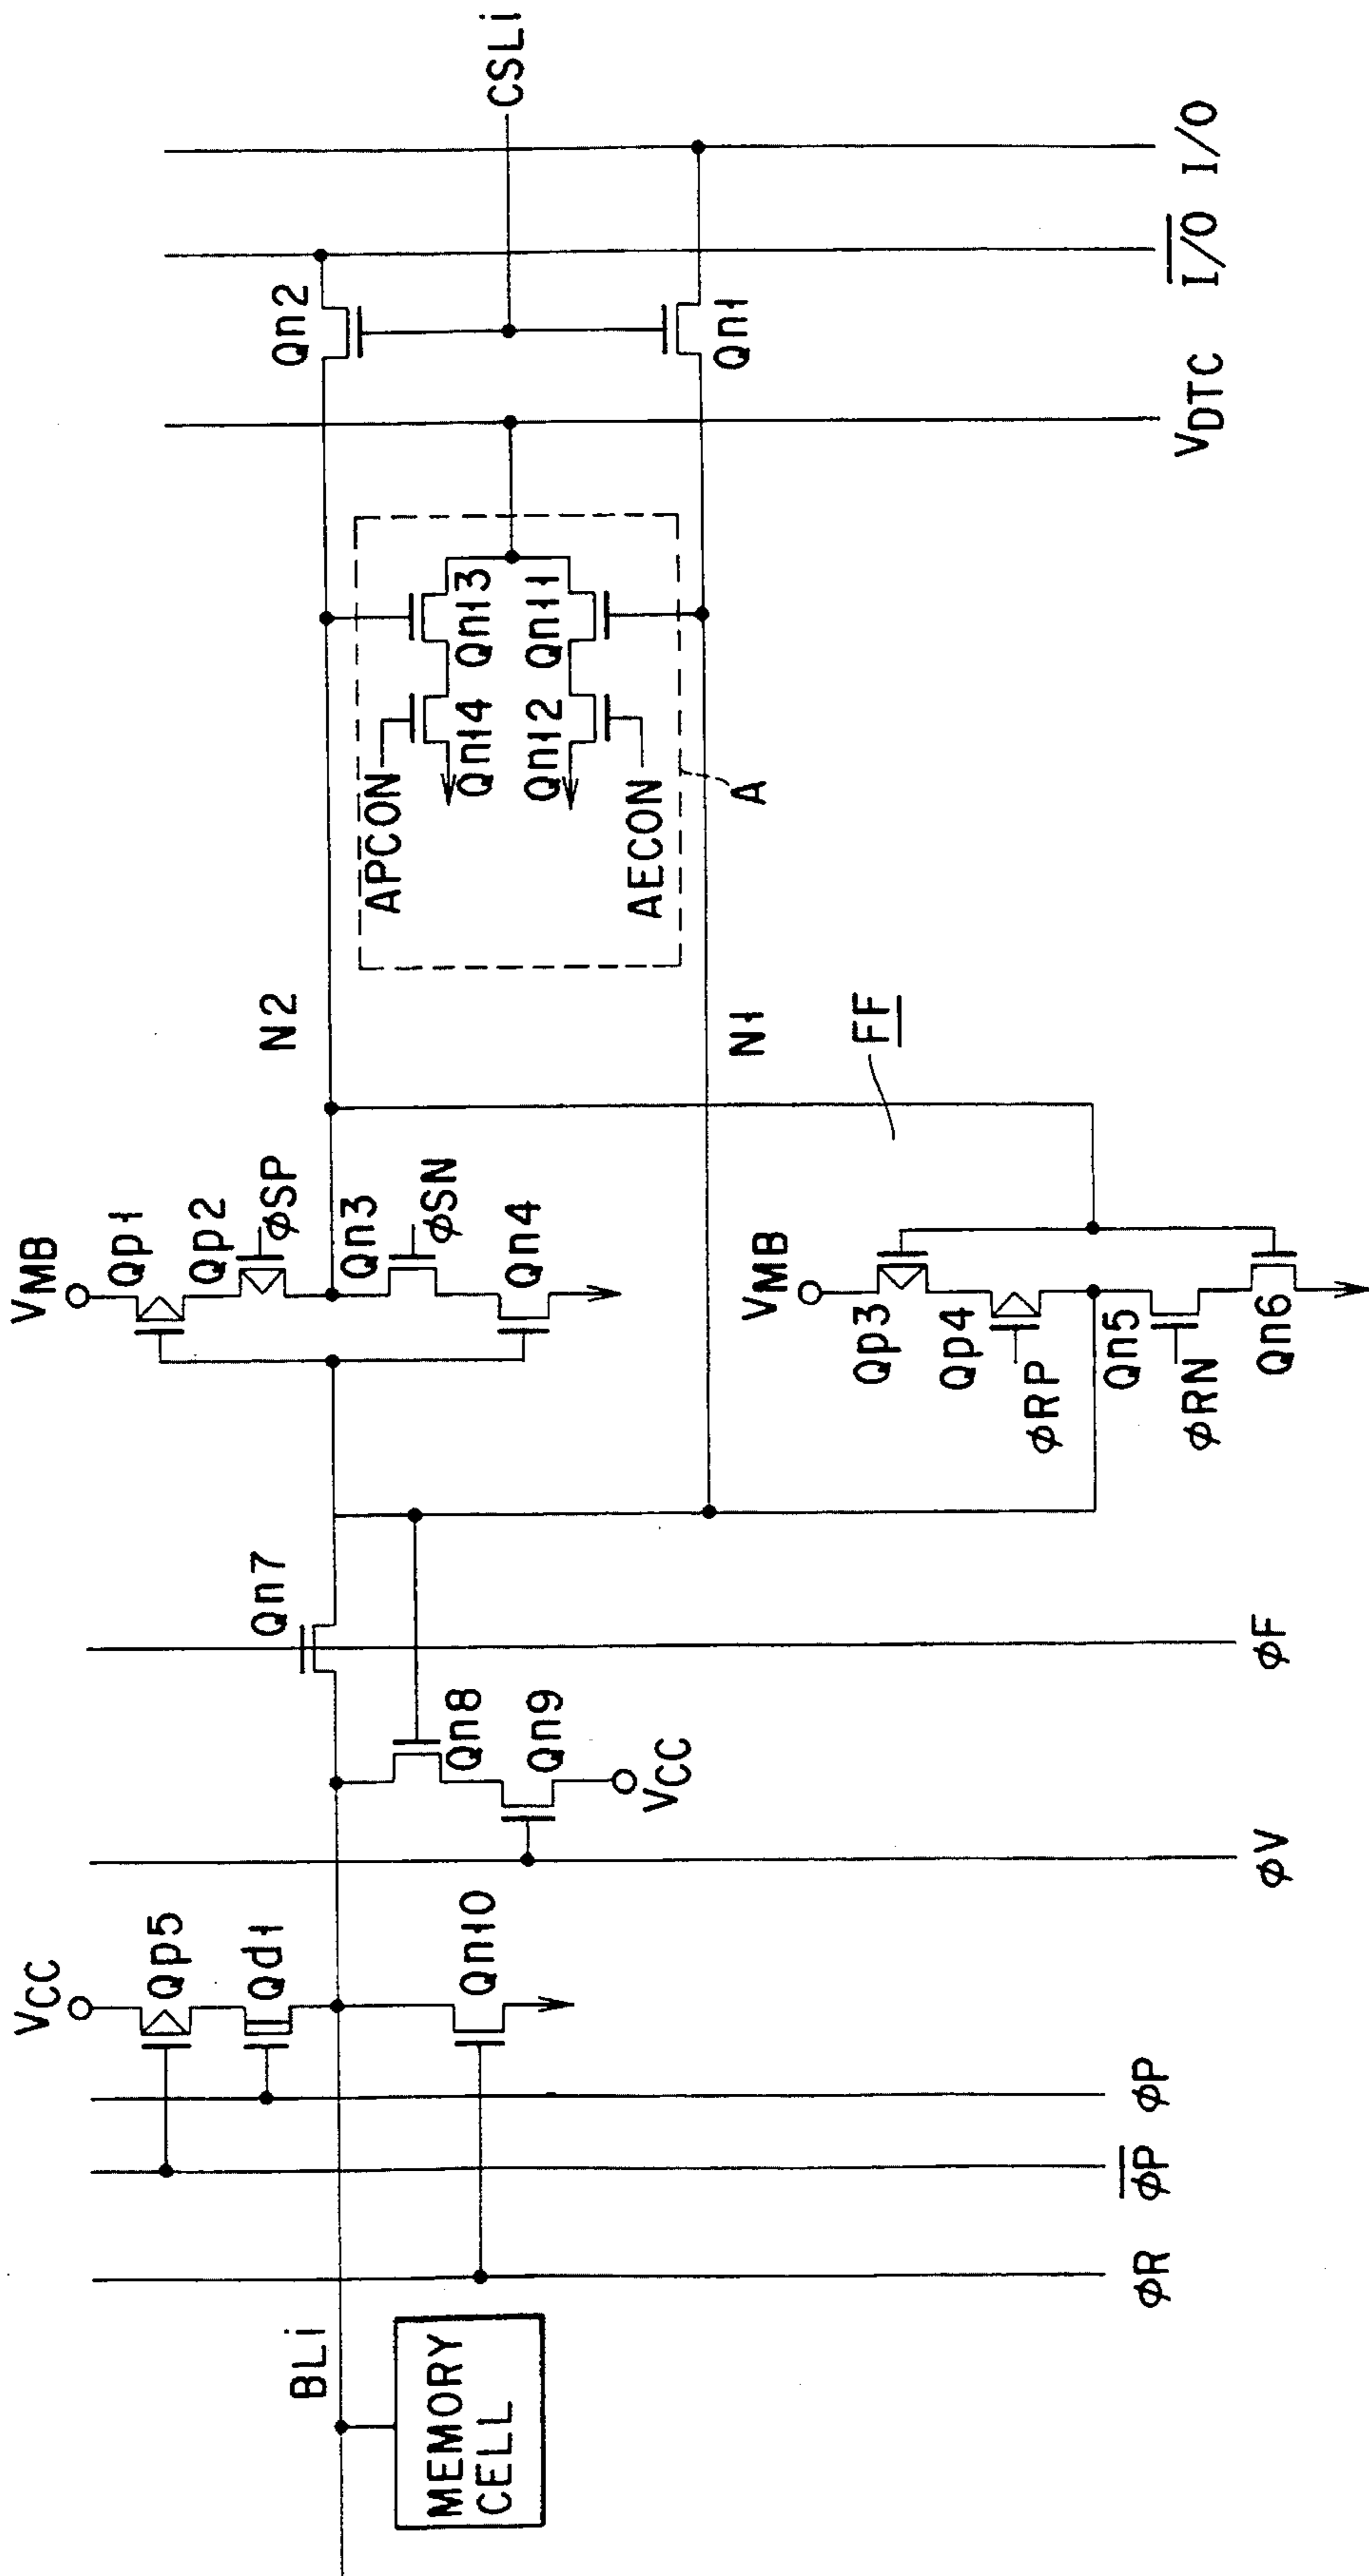 MEMORY
CELL
BLi
φR
φP̅
φP
VCC
Qp5
Qd1
Qn10
φV
Qn8
Qn9
VCC
φF
Qn7
VMB
Qp1
Qp2
φSP
Qn3
φSN
Qn4
VMB
Qp3
Qp4
φRP
Qn5
φRN
Qn6
FF
N2
N1
APCON
Qn14
Qn13
Qn12
Qn11
AECON
A
VDTC
Qn2
Qn1
CSLi
I̅/̅O̅
I/O